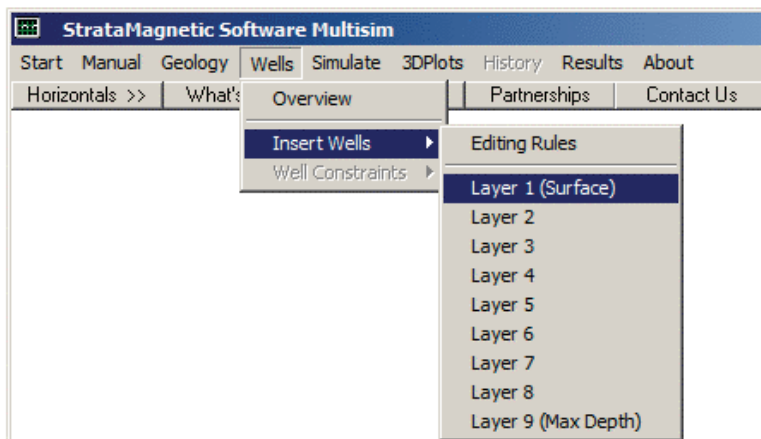 StrataMagnetic Software Multisim
Start Manual Geology Wells Simulate 3DPlots History Results About
Horizontals >> What's Partnerships Contact Us
Overview
Insert Wells
Well Constraints
Editing Rules
Layer 1 (Surface)
Layer 2
Layer 3
Layer 4
Layer 5
Layer 6
Layer 7
Layer 8
Layer 9 (Max Depth)